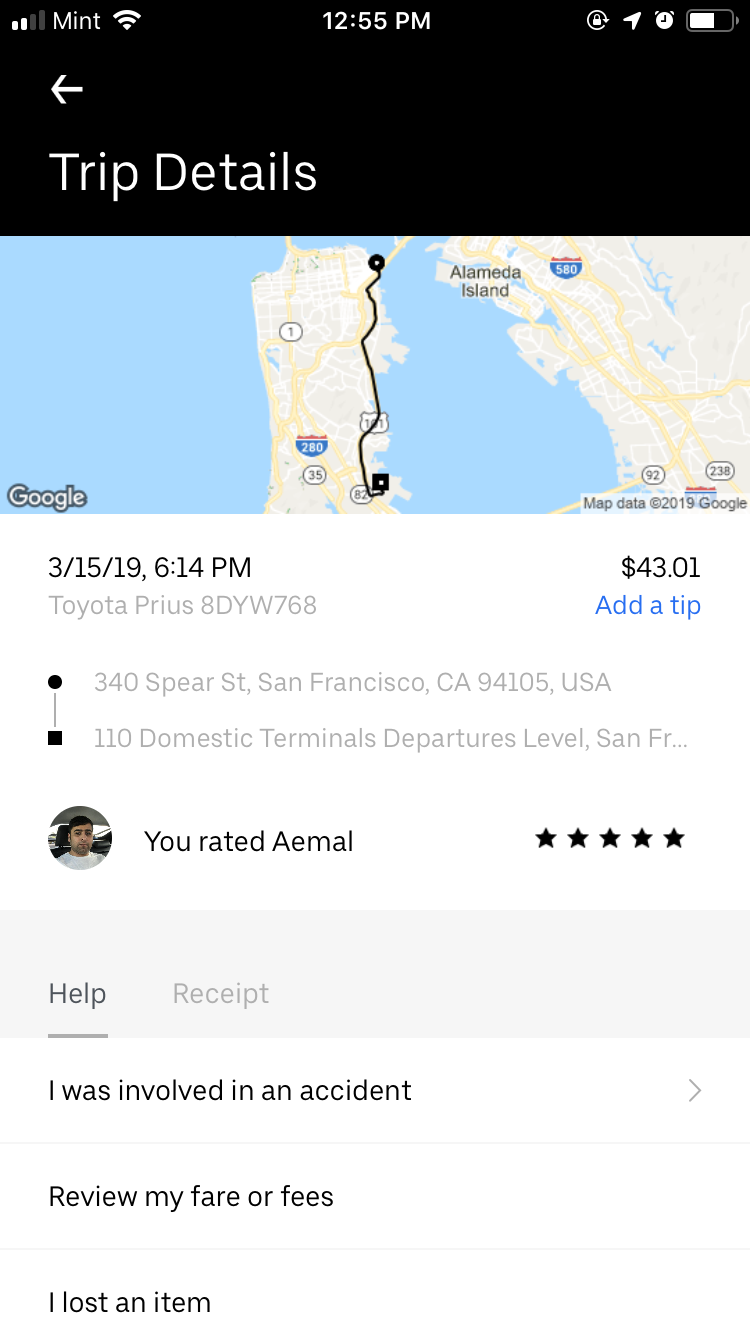 Mint 12:55 PM
Trip Details
Alameda
Island
580
1
101
280
35
82
92
238
Google
Map data ©2019 Google
3/15/19, 6:14 PM $43.01
Toyota Prius 8DYW768 Add a tip
340 Spear St, San Francisco, CA 94105, USA
110 Domestic Terminals Departures Level, San Fr...
You rated Aemal
Help Receipt
I was involved in an accident
Review my fare or fees
I lost an item